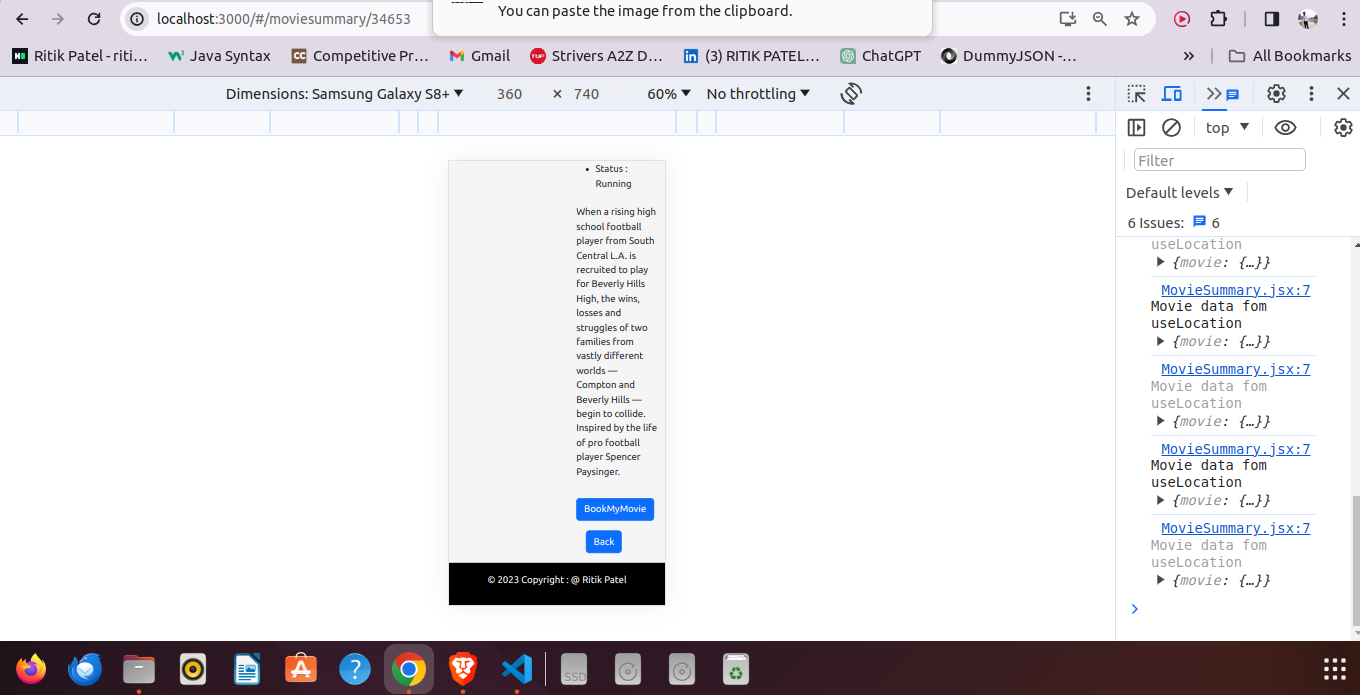 You can paste the image from the clipboard.
localhost:3000/#/moviesummary/34653
Ritik Patel - riti...
Java Syntax
CC Competitive Pr...
Gmail
TUF Strivers A2Z D...
in (3) RITIK PATEL...
ChatGPT
DummyJSON -...
»
All Bookmarks
Dimensions: Samsung Galaxy S8+ 360 × 740 60% No throttling
top
Filter
Default levels
6 Issues: 6
Status :
Running
When a rising high
school football
player from South
Central L.A. is
recruited to play
for Beverly Hills
High, the wins,
losses and
struggles of two
families from
vastly different
worlds —
Compton and
Beverly Hills —
begin to collide.
Inspired by the life
of pro football
player Spencer
Paysinger.
BookMyMovie
Back
© 2023 Copyright : @ Ritik Patel
useLocation
{movie: {…}}
MovieSummary.jsx:7
Movie data fom
useLocation
{movie: {…}}
MovieSummary.jsx:7
Movie data fom
useLocation
{movie: {…}}
MovieSummary.jsx:7
Movie data fom
useLocation
{movie: {…}}
MovieSummary.jsx:7
Movie data fom
useLocation
{movie: {…}}
SSD